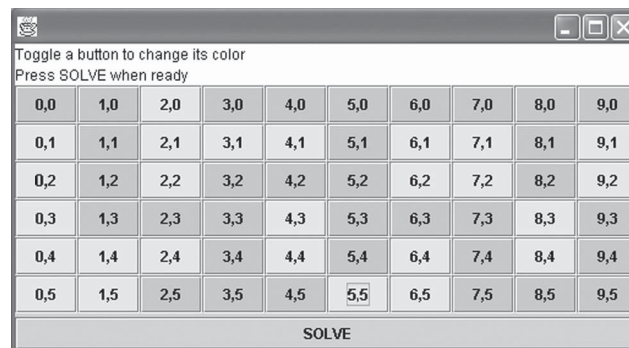 Toggle a button to change its color
Press SOLVE when ready
0,0 1,0 2,0 3,0 4,0 5,0 6,0 7,0 8,0 9,0
0,1 1,1 2,1 3,1 4,1 5,1 6,1 7,1 8,1 9,1
0,2 1,2 2,2 3,2 4,2 5,2 6,2 7,2 8,2 9,2
0,3 1,3 2,3 3,3 4,3 5,3 6,3 7,3 8,3 9,3
0,4 1,4 2,4 3,4 4,4 5,4 6,4 7,4 8,4 9,4
0,5 1,5 2,5 3,5 4,5 5,5 6,5 7,5 8,5 9,5
SOLVE